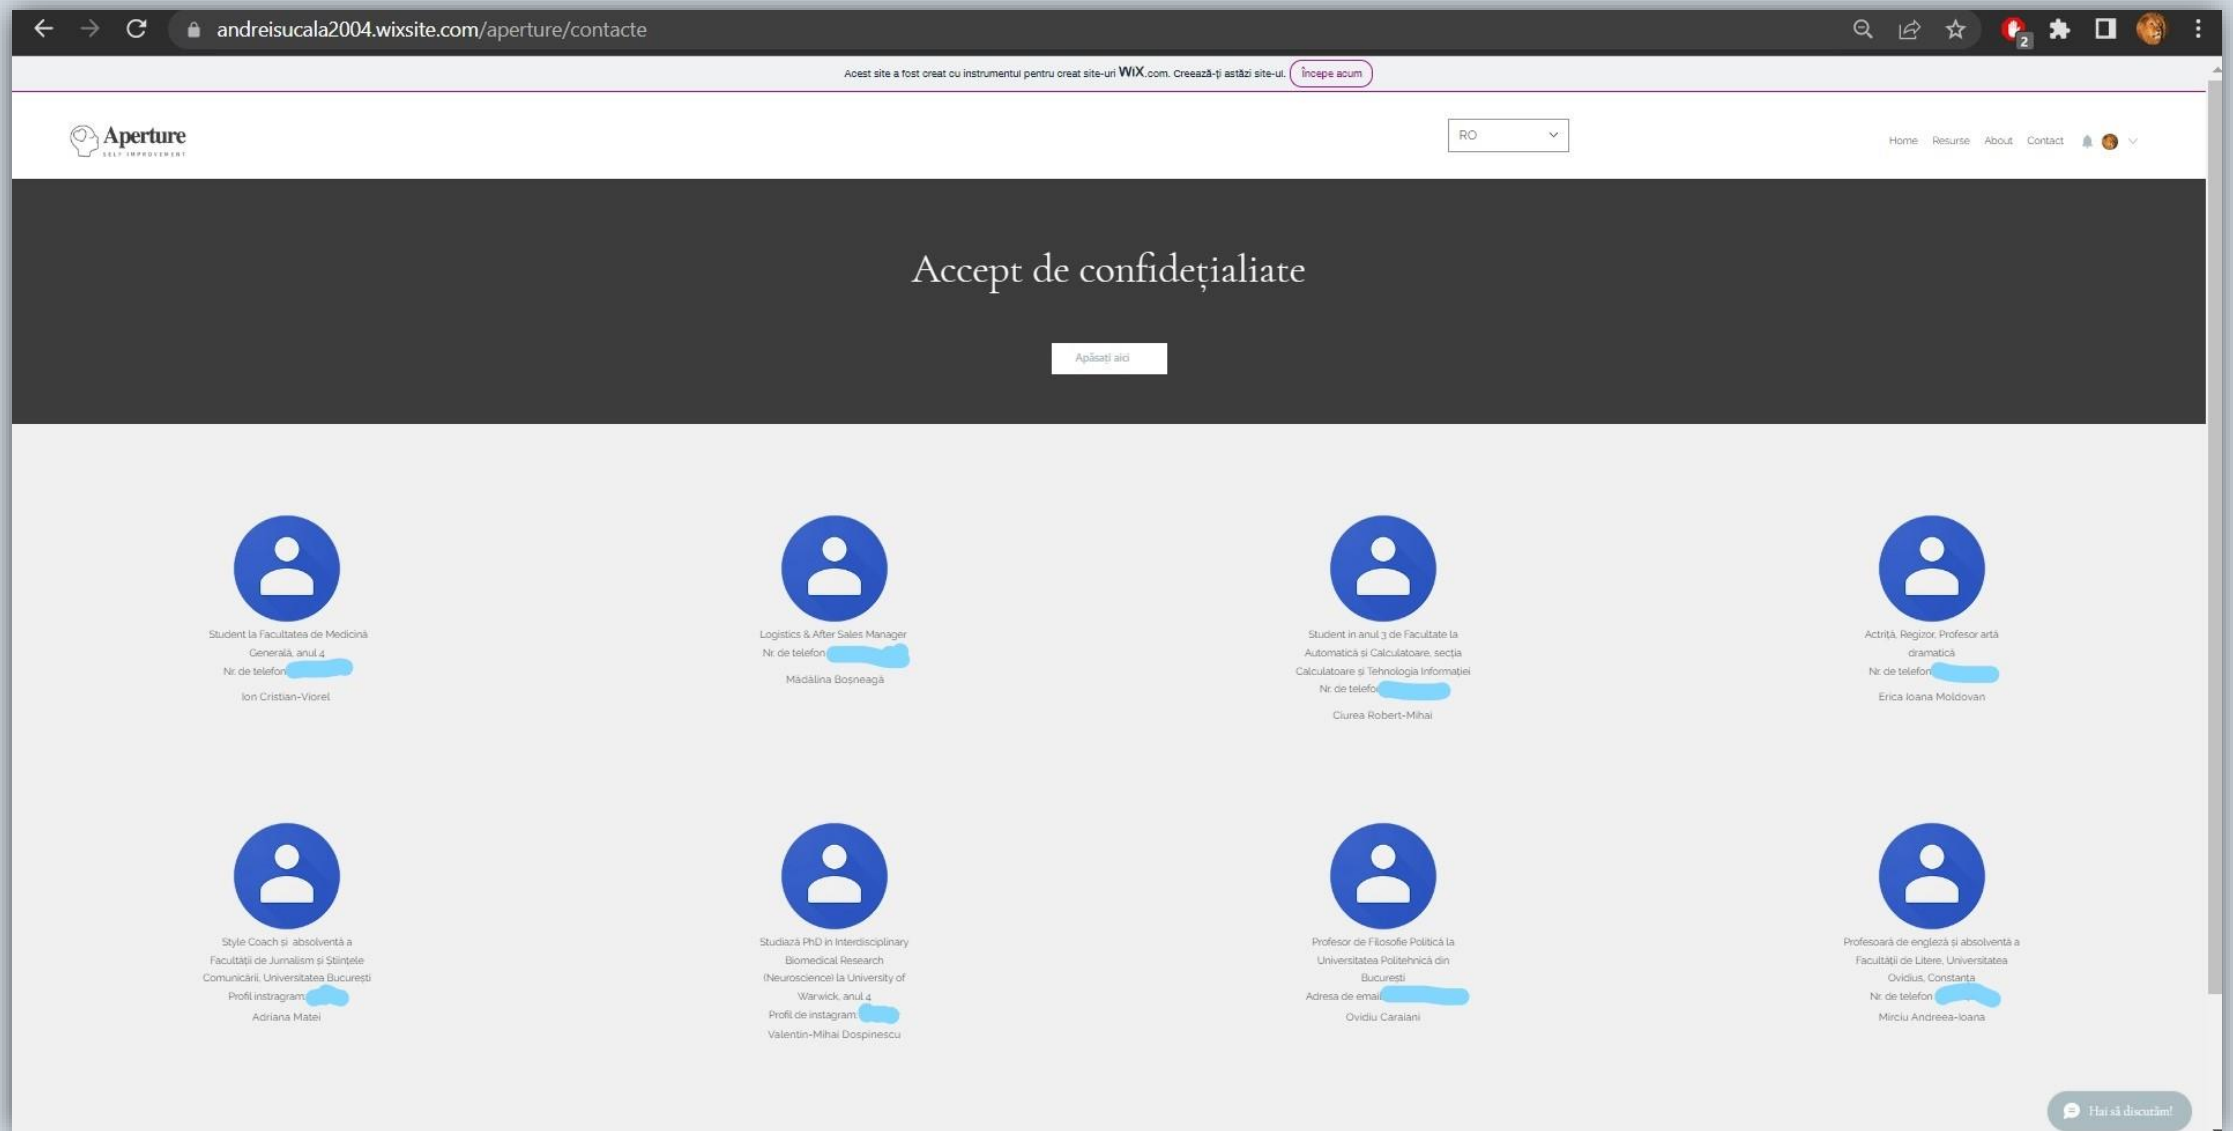 andreisucala2004.wixsite.com/aperture/contacte
2
Acest site a fost creat cu instrumentul pentru creat site-uri WiX.com. Creează-ți astăzi site-ul. Începe acum
Aperture
SELF IMPROVEMENT
RO
Home Resurse About Contact
Accept de confidețialiate
Apăsați aici
Student la Facultatea de Medicină
Generală, anul 4
Nr. de telefon
Ion Cristian-Viorel
Logistics & After Sales Manager
Nr. de telefon
Mădălina Boșneagă
Student in anul 3 de Facultate la
Automatică și Calculatoare, secția
Calculatoare și Tehnologia Informației
Nr. de telefo
Ciurea Robert-Mihai
Actriță, Regizor, Profesor artă
dramatică
Nr. de telefon
Erica Ioana Moldovan
Style Coach și absolventă a
Facultății de Jurnalism și Științele
Comunicării, Universitatea București
Profil instragram
Adriana Matei
Studiază PhD in Interdisciplinary
Biomedical Research
(Neuroscience) la University of
Warwick, anul 4
Profil de instagram:
Valentin-Mihai Dospinescu
Profesor de Filosofie Politică la
Universitatea Politehnică din
București
Adresa de email
Ovidiu Caraiani
Profesoară de engleză și absolventă a
Facultății de Litere, Universitatea
Ovidius, Constanța
Nr. de telefon
Mirciu Andreea-Ioana
Hai să discutăm!